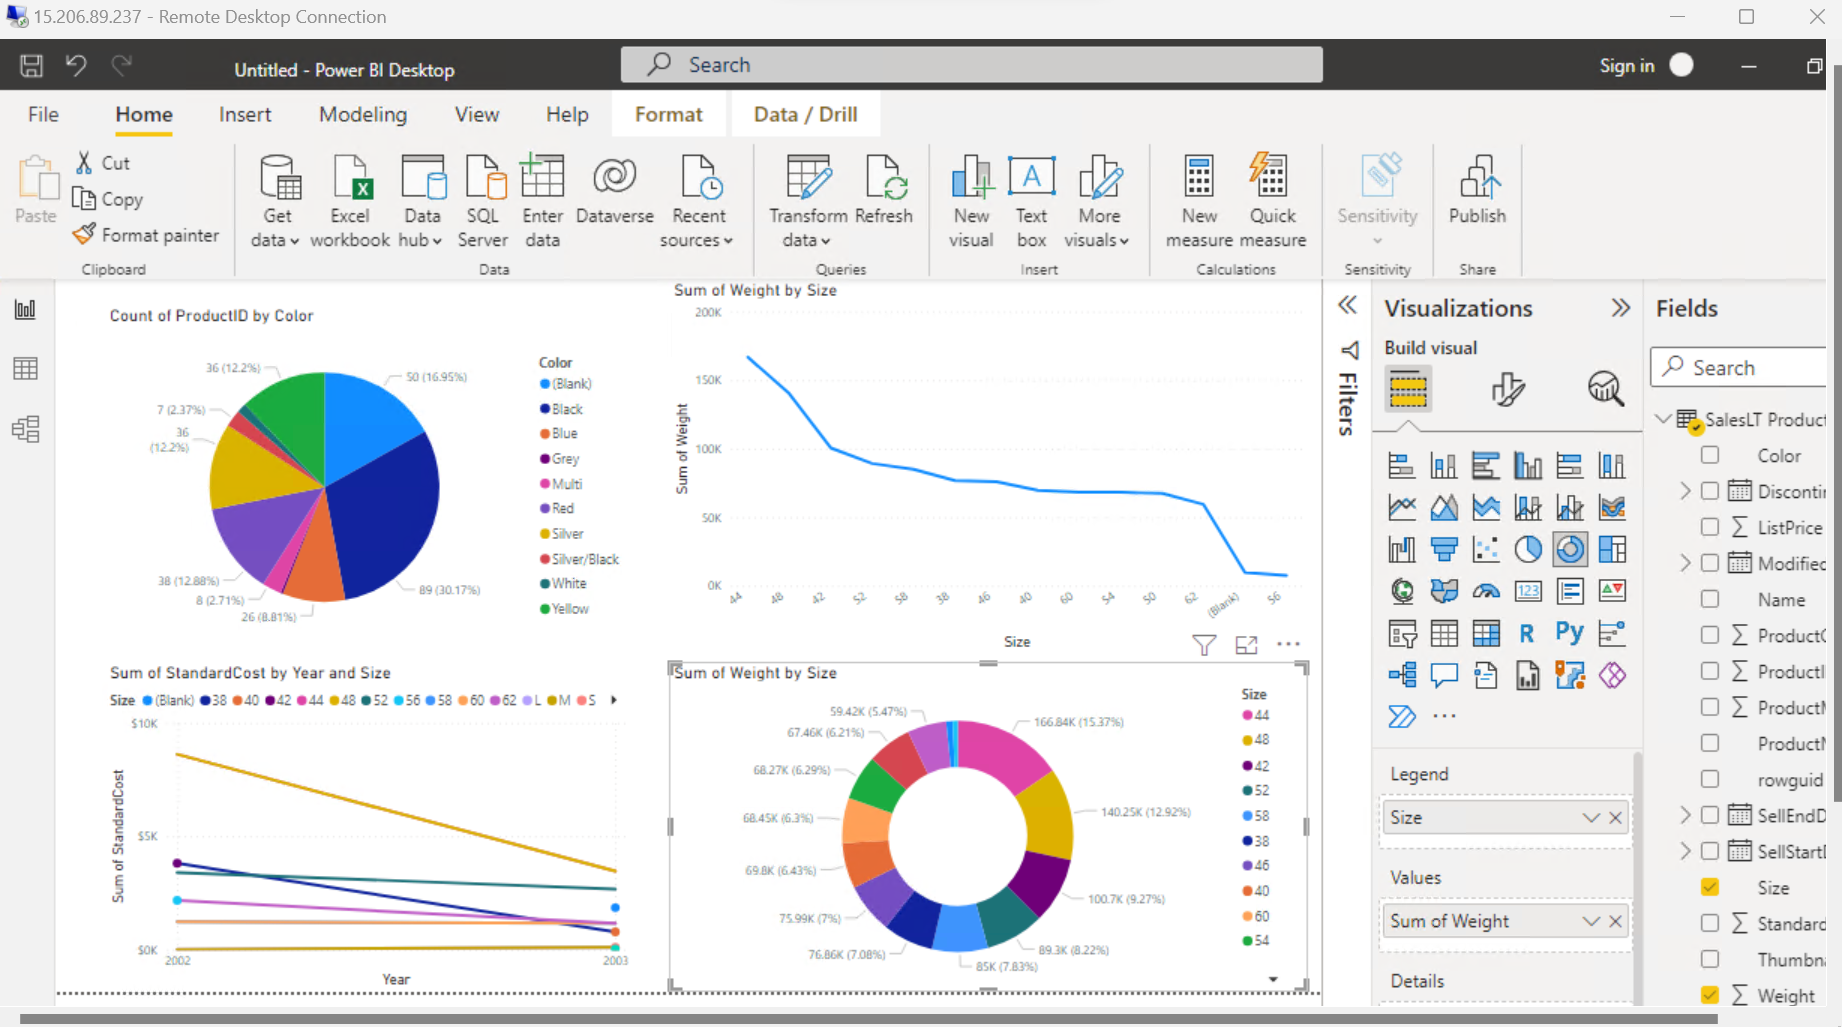 15.206.89.237 - Remote Desktop Connection
Untitled - Power BI Desktop
Search
Sign in
File Home Insert Modeling View Help Format Data / Drill
Paste
Cut
Copy
Format painter
Clipboard
Get data
Excel workbook
Data hub
SQL Server
Enter data
Dataverse
Recent sources
Data
Transform data
Refresh
Queries
New visual
Text box
More visuals
Insert
New measure
Quick measure
Calculations
Sensitivity
Sensitivity
Publish
Share
Count of ProductID by Color
36 (12.2%)
50 (16.95%)
7 (2.37%)
36
(12.2%)
38 (12.88%)
8 (2.71%)
26 (8.81%)
89 (30.17%)
Color
(Blank)
Black
Blue
Grey
Multi
Red
Silver
Silver/Black
White
Yellow
Sum of Weight by Size
200K
150K
100K
50K
0K
Sum of Weight
44 48 42 52 58 38 46 40 60 54 50 62 (Blank) 56
Size
Sum of StandardCost by Year and Size
Size (Blank) 38 40 42 44 48 52 56 58 60 62 L M S
$10K
$5K
$0K
Sum of StandardCost
2002 2003
Year
Sum of Weight by Size
59.42K (5.47%)
166.84K (15.37%)
67.46K (6.21%)
68.27K (6.29%)
140.25K (12.92%)
68.45K (6.3%)
69.8K (6.43%)
100.7K (9.27%)
75.99K (7%)
89.3K (8.22%)
76.86K (7.08%)
85K (7.83%)
Size
44
48
42
52
58
38
46
40
60
54
Filters
Visualizations
Build visual
123
R
Py
Legend
Size
Values
Sum of Weight
Details
Fields
Search
SalesLT Product
Color
Discontin
ListPrice
Modified
Name
ProductC
ProductI
ProductM
ProductM
rowguid
SellEndD
SellStartD
Size
Standard
Thumbna
Weight